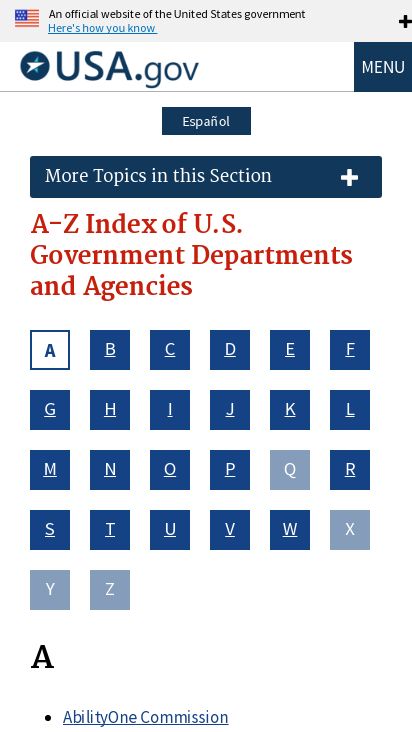 An official website of the United States government
Here's how you know
USA.gov
MENU
Español
More Topics in this Section
A-Z Index of U.S.
Government Departments
and Agencies
A B C D E F
G H I J K L
M N O P Q R
S T U V W X
Y Z
A
AbilityOne Commission